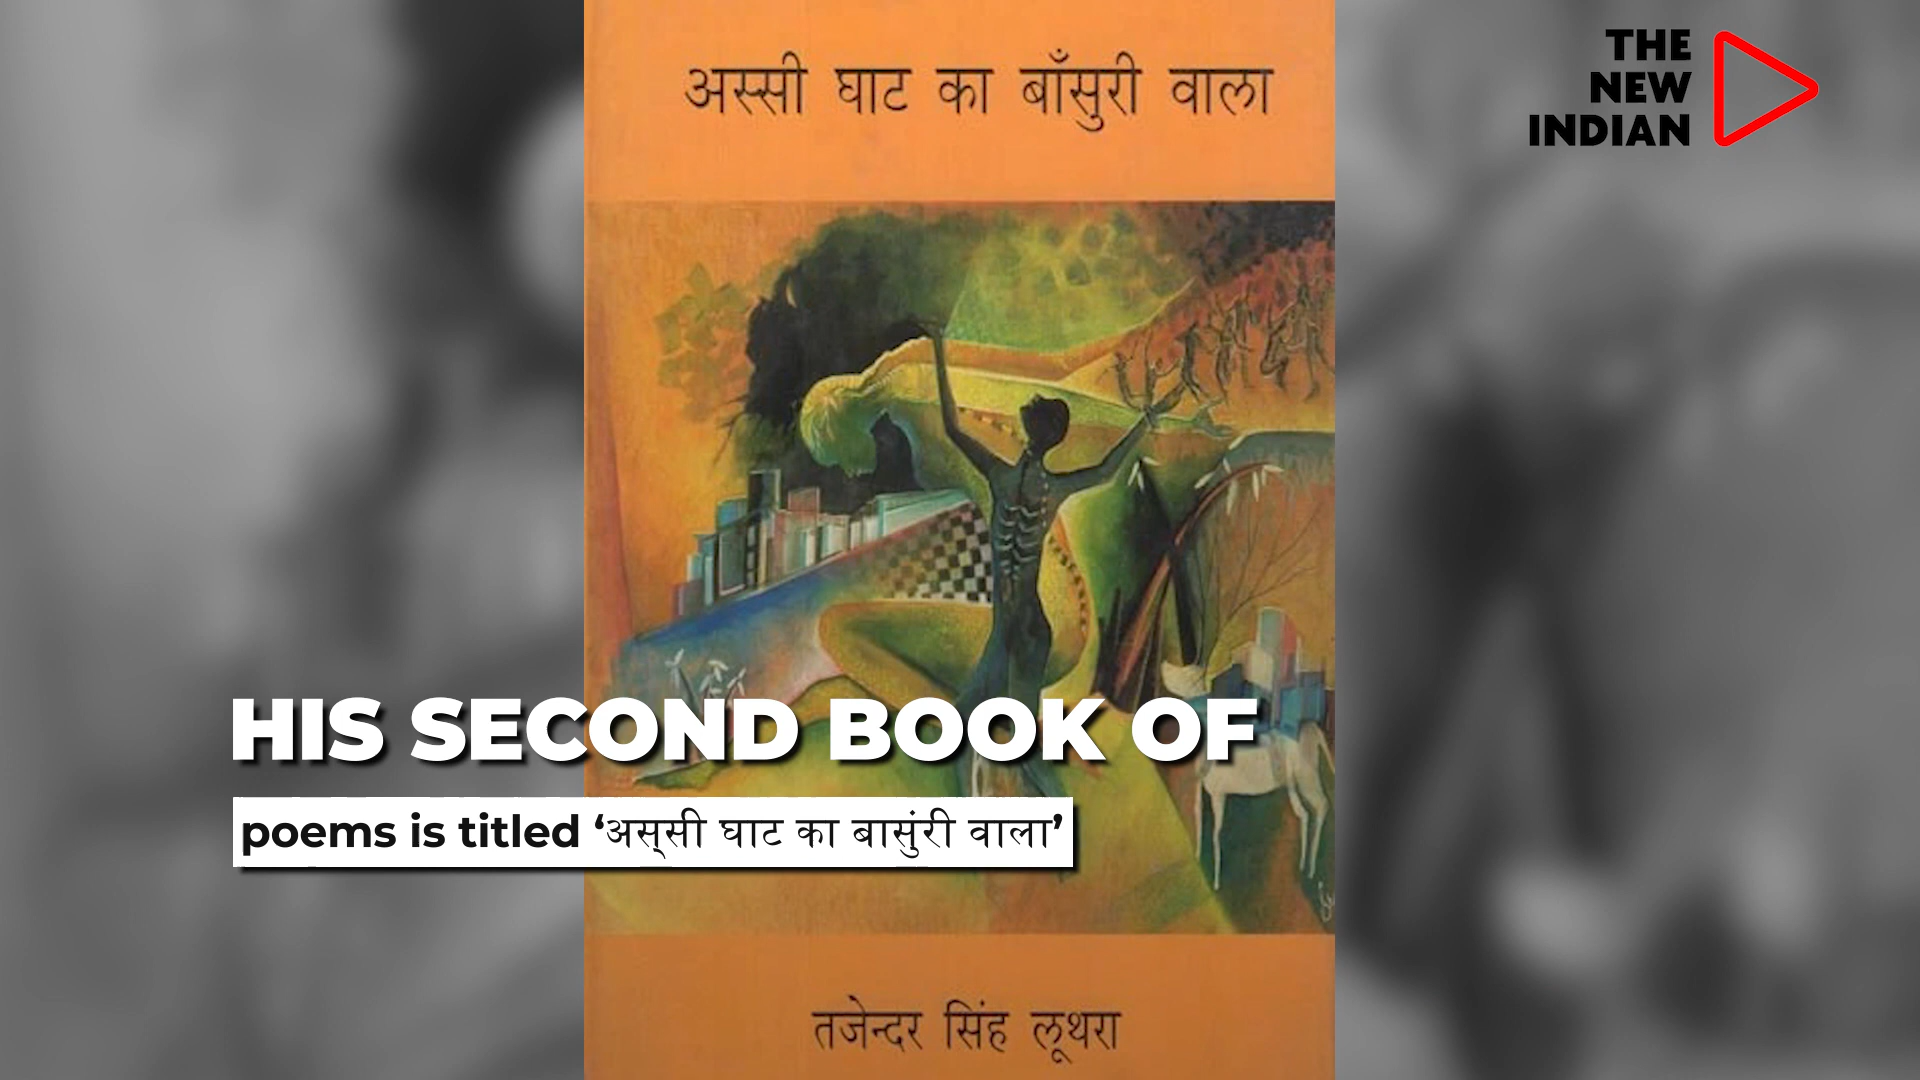 अस्सी घाट का बाँसुरी वाला
THE
NEW
INDIAN
HIS SECOND BOOK OF
poems is titled ‘अस्‌सी घाट का बासुंरी वाला’
तजेन्दर सिंह लूथरा